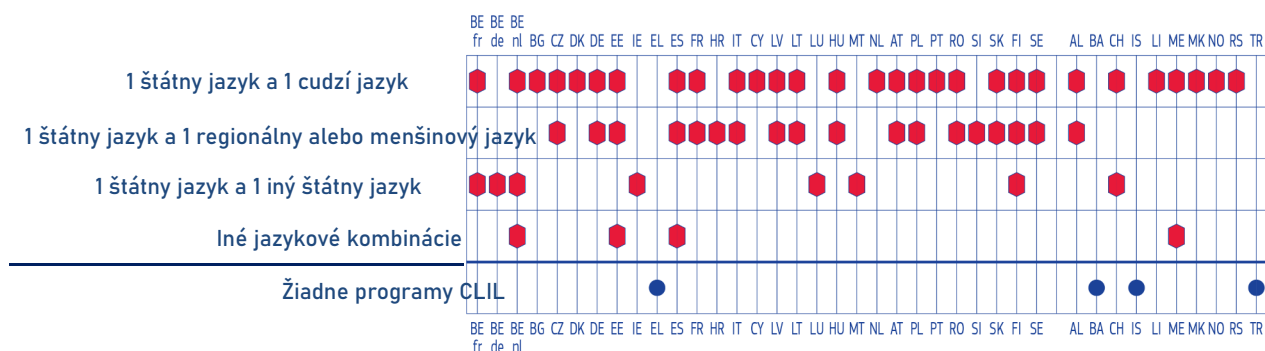 BE BE BE
fr de nl BG CZ DK DE EE IE EL ES FR HR IT CY LV LT LU HU MT NL AT PL PT RO SI SK FI SE AL BA CH IS LI ME MK NO RS TR
1 štátny jazyk a 1 cudzí jazyk
1 štátny jazyk a 1 regionálny alebo menšinový jazyk
1 štátny jazyk a 1 iný štátny jazyk
Iné jazykové kombinácie
Žiadne programy CLIL
BE BE BE BG CZ DK DE EE IE EL ES FR HR IT CY LV LT LU HU MT NL AT PL PT RO SI SK FI SE AL BA CH IS LI ME MK NO RS TR
fr de nl